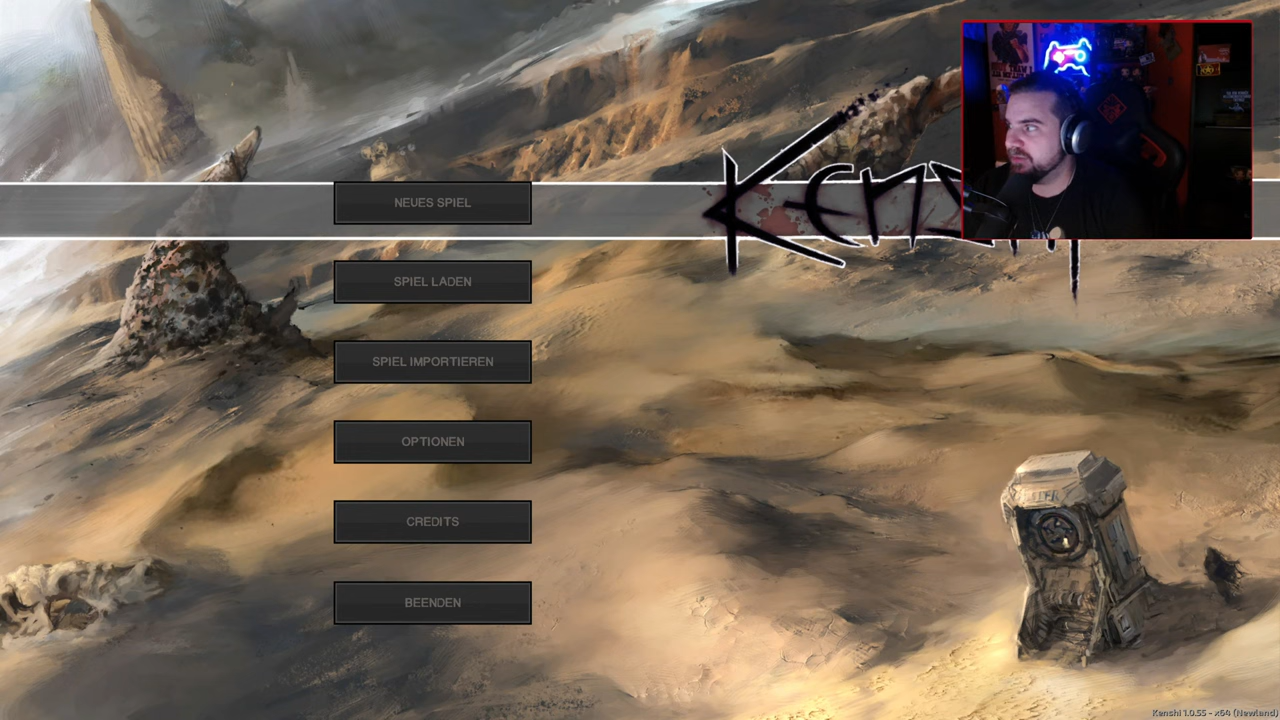 NEUES SPIEL
SPIEL LADEN
SPIEL IMPORTIEREN
OPTIONEN
CREDITS
BEENDEN
Kenshi 1.0.55 - x64 (Newland)